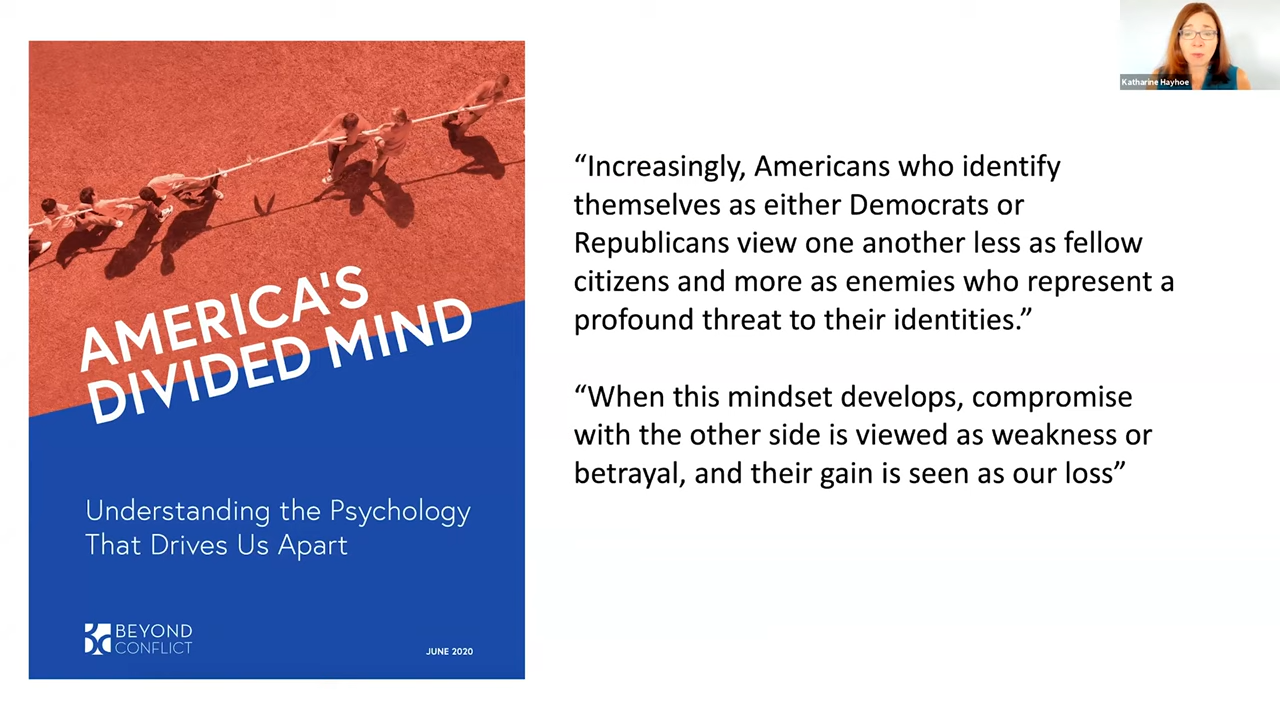 Katharine Hayhoe
AMERICA'S
DIVIDED MIND
Understanding the Psychology
That Drives Us Apart
BEYOND
CONFLICT
JUNE 2020
“Increasingly, Americans who identify
themselves as either Democrats or
Republicans view one another less as fellow
citizens and more as enemies who represent a
profound threat to their identities.”
“When this mindset develops, compromise
with the other side is viewed as weakness or
betrayal, and their gain is seen as our loss”